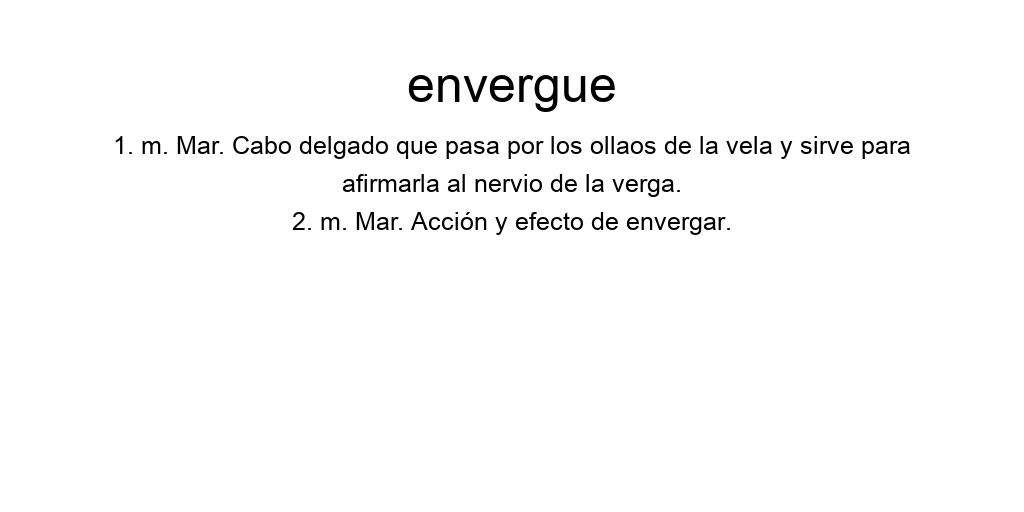 envergue
1. m. Mar. Cabo delgado que pasa por los ollaos de la vela y sirve para
afirmarla al nervio de la verga.
2. m. Mar. Acción y efecto de envergar.